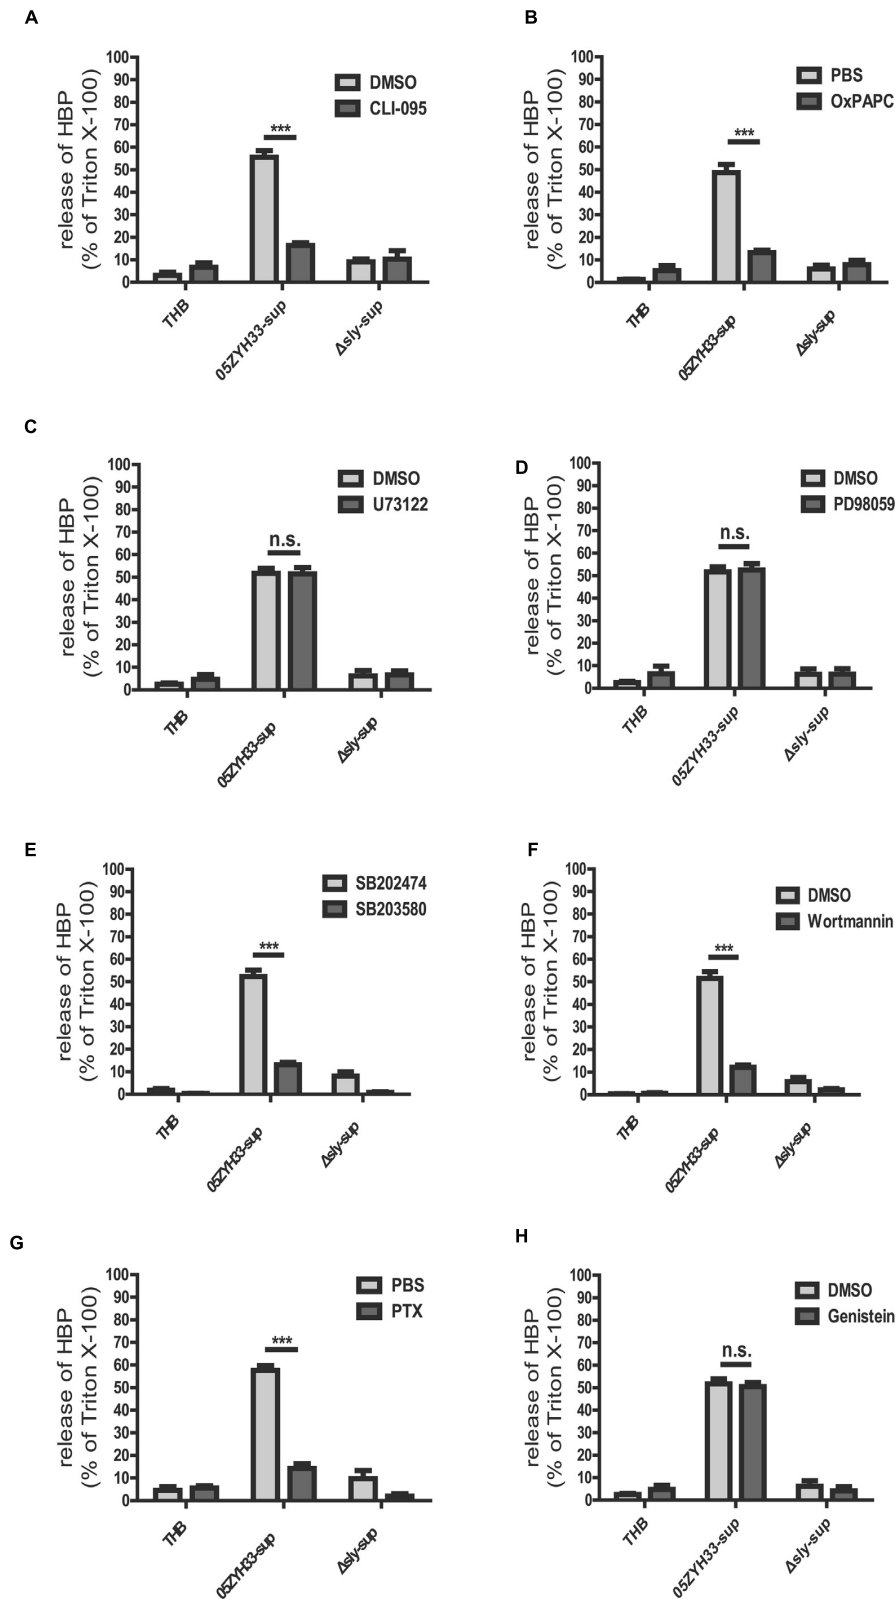 A
release of HBP
(% of Triton X-100)
100
90
80
70
60
50
40
30
20
10
0
DMSO
CLI-095
***
THB
05ZYH33-sup
Δsly-sup
B
release of HBP
(% of Triton X-100)
100
90
80
70
60
50
40
30
20
10
0
PBS
OxPAPC
***
THB
05ZYH33-sup
Δsly-sup
C
release of HBP
(% of Triton X-100)
100
90
80
70
60
50
40
30
20
10
0
DMSO
U73122
n.s.
THB
05ZYH33-sup
Δsly-sup
D
release of HBP
(% of Triton X-100)
100
90
80
70
60
50
40
30
20
10
0
DMSO
PD98059
n.s.
THB
05ZYH33-sup
Δsly-sup
E
release of HBP
(% of Triton X-100)
100
90
80
70
60
50
40
30
20
10
0
SB202474
SB203580
***
THB
05ZYH33-sup
Δsly-sup
F
release of HBP
(% of Triton X-100)
100
90
80
70
60
50
40
30
20
10
0
DMSO
Wortmannin
***
THB
05ZYH33-sup
Δsly-sup
G
release of HBP
(% of Triton X-100)
100
90
80
70
60
50
40
30
20
10
0
PBS
PTX
***
THB
05ZYH33-sup
Δsly-sup
H
release of HBP
(% of Triton X-100)
100
90
80
70
60
50
40
30
20
10
0
DMSO
Genistein
n.s.
THB
05ZYH33-sup
Δsly-sup